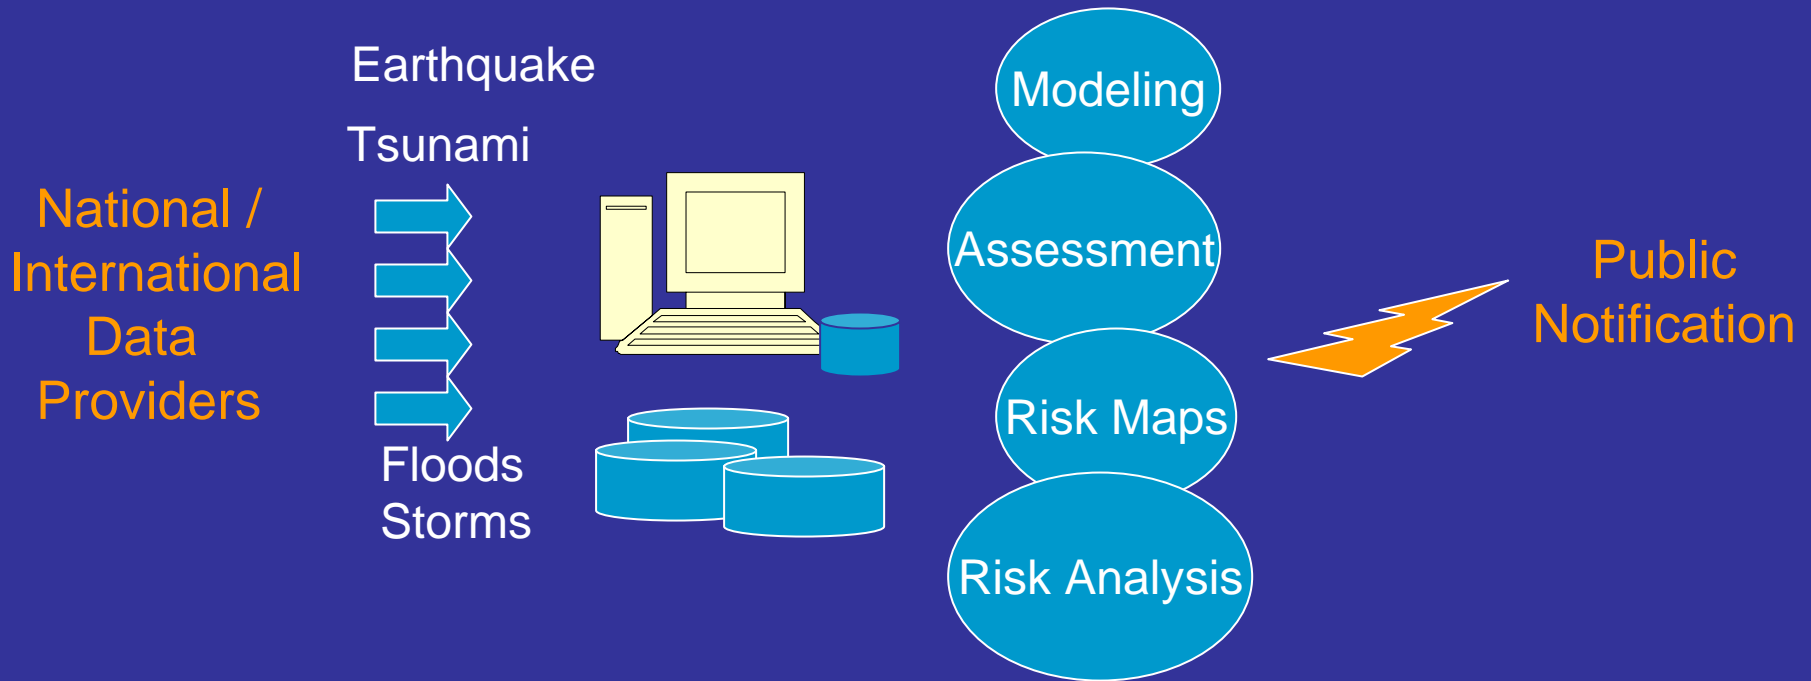 National /
International
Data
Providers
Earthquake
Tsunami
Floods
Storms
Modeling
Assessment
Risk Maps
Risk Analysis
Public
Notification